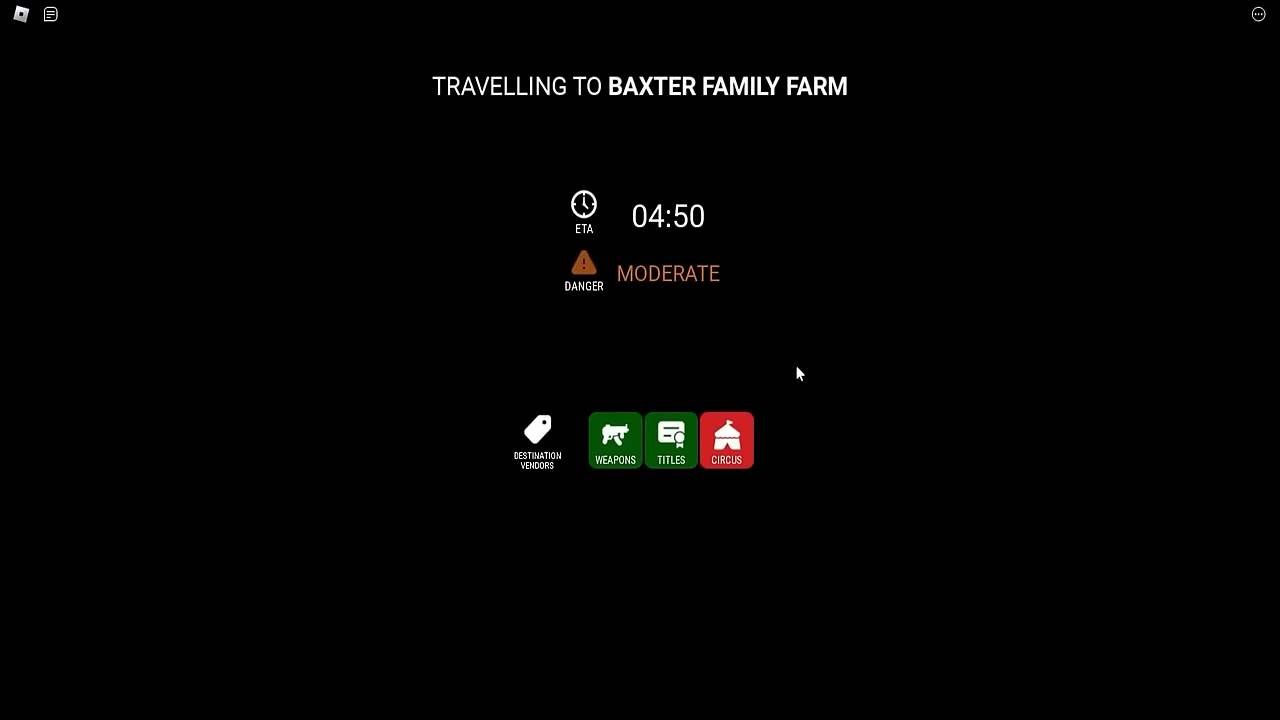 TRAVELLING TO BAXTER FAMILY FARM
04:50
ETA
MODERATE
DANGER
DESTINATION
VENDORS
WEAPONS
TITLES
CIRCUS